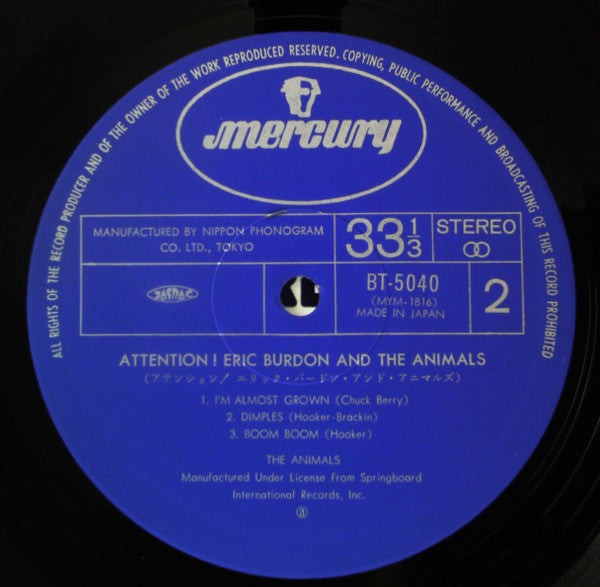 ALL RIGHTS OF THE RECORD PRODUCER AND OF THE OWNER OF THE WORK REPRODUCED RESERVED. COPYING, PUBLIC PERFORMANCE AND BROADCASTING OF THIS RECORD PROHIBITED
mercury
MANUFACTURED BY NIPPON PHONOGRAM
CO. LTD., TOKYO
33 1/3
STEREO
JASRAC
BT-5040
(MYM-1816)
MADE IN JAPAN
2
ATTENTION! ERIC BURDON AND THE ANIMALS
(アテンション! エリック・バードン・アンド・アニマルズ)
1. I'M ALMOST GROWN (Chuck Berry)
2. DIMPLES (Hooker-Brackin)
3. BOOM BOOM (Hooker)
THE ANIMALS
Manufactured Under License From Springboard
International Records, Inc.
③